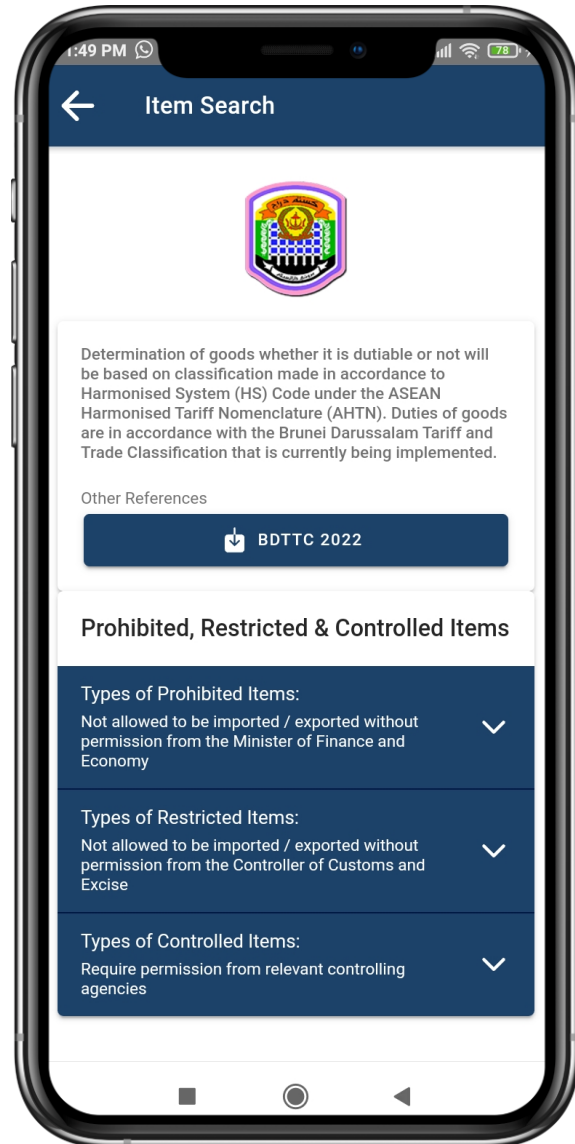 1:49 PM
78
Item Search
Determination of goods whether it is dutiable or not will
be based on classification made in accordance to
Harmonised System (HS) Code under the ASEAN
Harmonised Tariff Nomenclature (AHTN). Duties of goods
are in accordance with the Brunei Darussalam Tariff and
Trade Classification that is currently being implemented.
Other References
BDTTC 2022
Prohibited, Restricted & Controlled Items
Types of Prohibited Items:
Not allowed to be imported / exported without
permission from the Minister of Finance and
Economy
Types of Restricted Items:
Not allowed to be imported / exported without
permission from the Controller of Customs and
Excise
Types of Controlled Items:
Require permission from relevant controlling
agencies